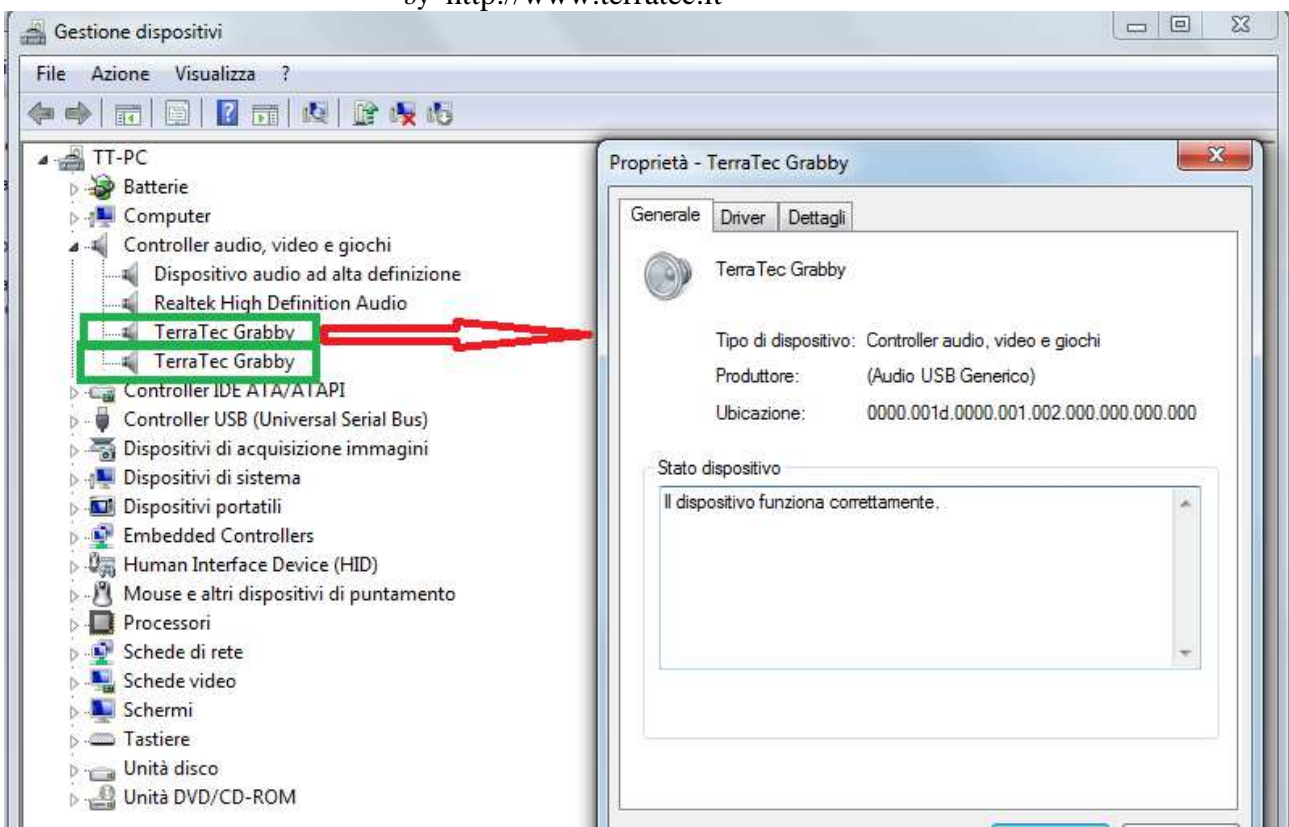 by http://www.terratec.it
Gestione dispositivi
File Azione Visualizza ?
TT-PC
Batterie
Computer
Controller audio, video e giochi
Dispositivo audio ad alta definizione
Realtek High Definition Audio
TerraTec Grabby
TerraTec Grabby
Controller IDE ATA/ATAPI
Controller USB (Universal Serial Bus)
Dispositivi di acquisizione immagini
Dispositivi di sistema
Dispositivi portatili
Embedded Controllers
Human Interface Device (HID)
Mouse e altri dispositivi di puntamento
Processori
Schede di rete
Schede video
Schermi
Tastiere
Unità disco
Unità DVD/CD-ROM
Proprietà - TerraTec Grabby
Generale Driver Dettagli
TerraTec Grabby
Tipo di dispositivo: Controller audio, video e giochi
Produttore: (Audio USB Generico)
Ubicazione: 0000.001d.0000.001.002.000.000.000.000
Stato dispositivo
Il dispositivo funziona correttamente.